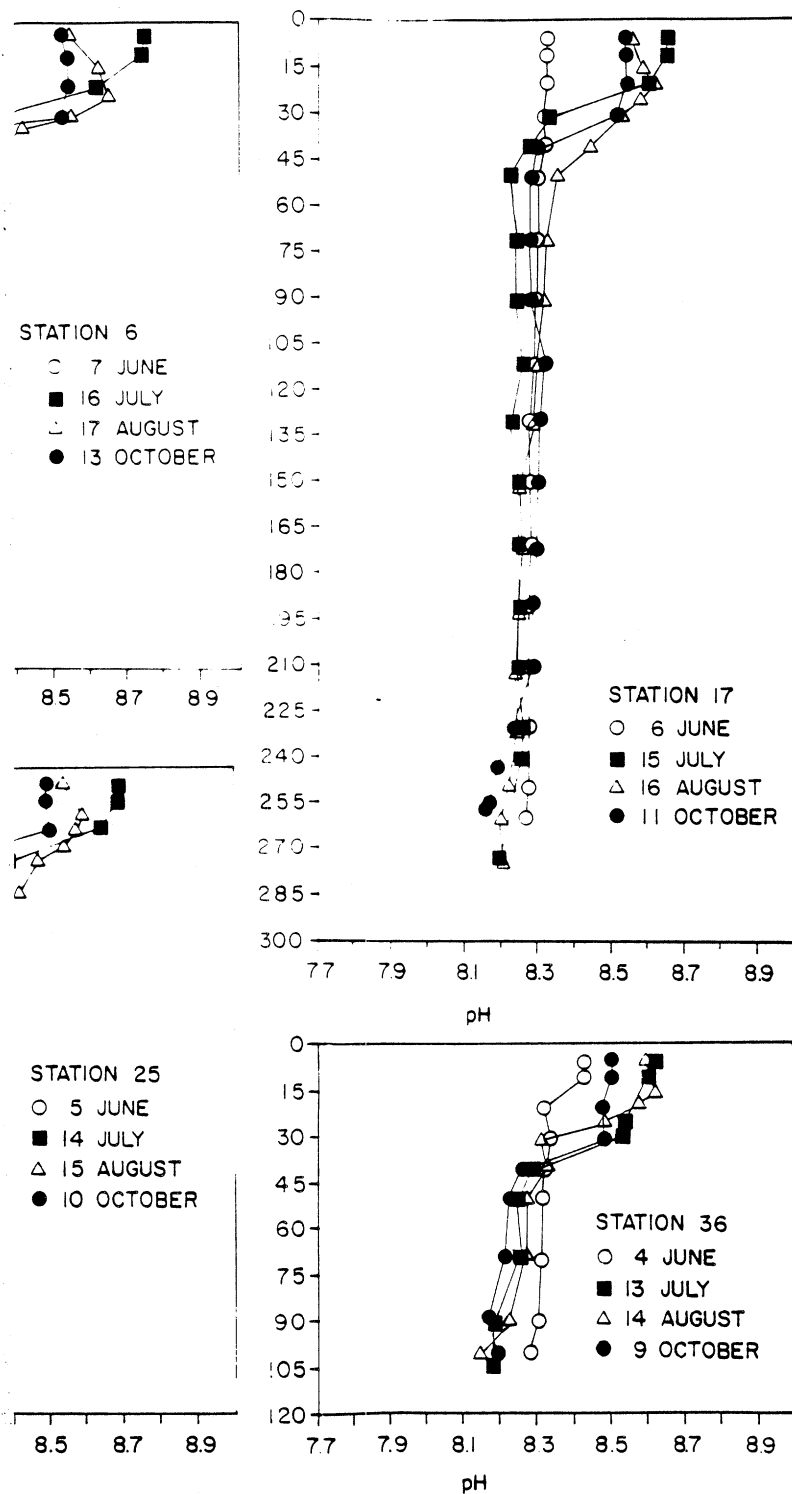 STATION 6
7 JUNE
16 JULY
17 AUGUST
13 OCTOBER
8.5 8.7 8.9
STATION 25
5 JUNE
14 JULY
15 AUGUST
10 OCTOBER
8.5 8.7 8.9
0
15
30
45
60
75
90
105
120
135
150
165
180
195
210
225
240
255
270
285
300
STATION 17
6 JUNE
15 JULY
16 AUGUST
11 OCTOBER
7.7 7.9 8.1 8.3 8.5 8.7 8.9
pH
0
15
30
45
60
75
90
105
120
STATION 36
4 JUNE
13 JULY
14 AUGUST
9 OCTOBER
7.7 7.9 8.1 8.3 8.5 8.7 8.9
pH